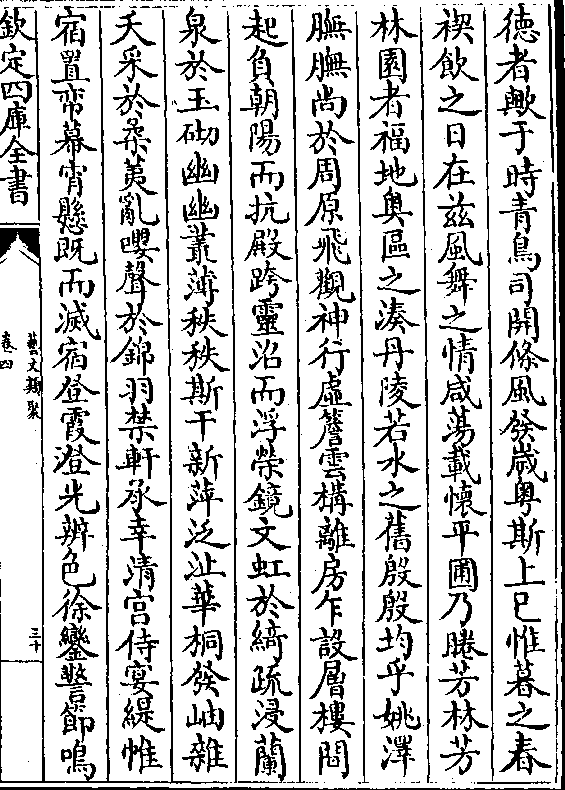 德者歟于時青鳥司開條風發歲粤斯上巳惟暮之春
禊飲之日在兹風舞之情咸蕩載懷平圃乃睠芳林芳
林園者福地奥區之湊丹陵若水之舊殷殷均乎姚澤
膴膴尚於周原飛觀神行虚簷雲構離房乍設層樓間
起負朝陽而抗殿跨靈沼而浮榮鏡文虹於綺疏浸蘭
泉於玉砌幽幽叢薄秩秩斯干新萍泛沚華桐發岫雜
夭采於桑荑亂嚶聲於錦羽禁軒承幸清宫侍宴緹帷
宿置帟幕宵懸既而滅宿登霞澄光辨色徐鑾警節鳴
欽定四庫全書
藝文類聚
卷四
三十